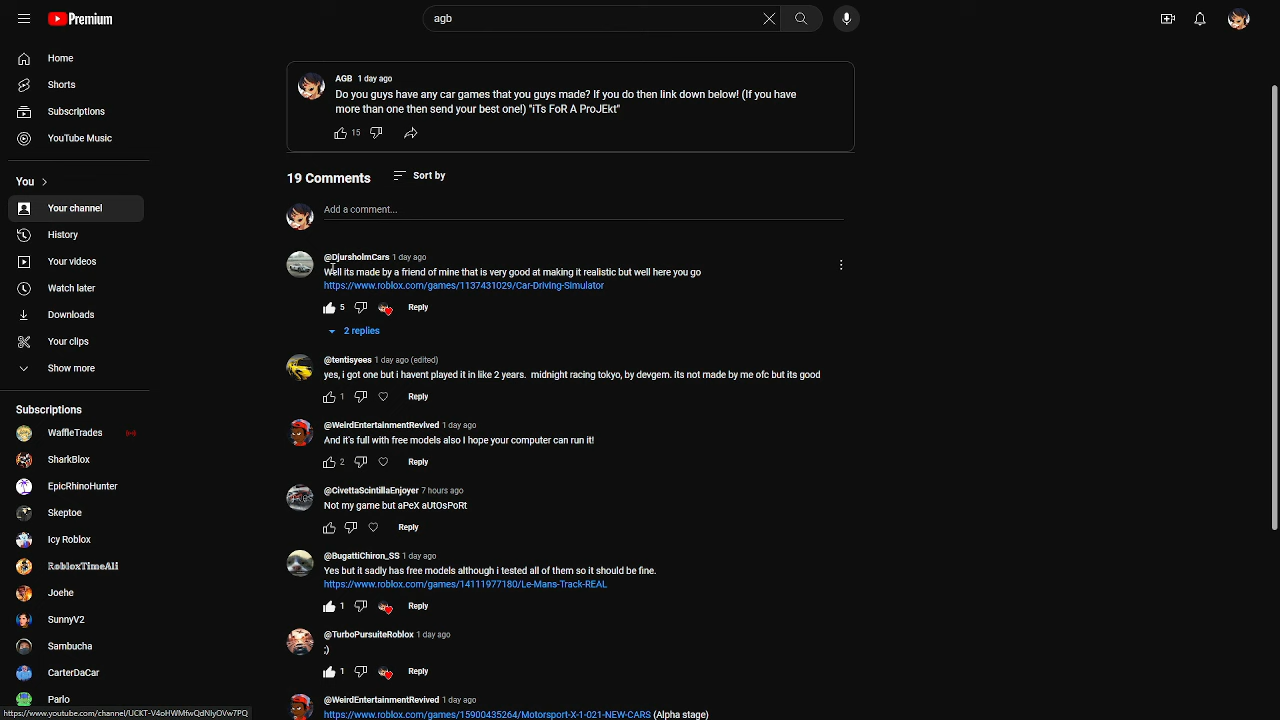 Premium
agb
Home
Shorts
Subscriptions
YouTube Music
You
Your channel
History
Your videos
Watch later
Downloads
Your clips
Show more
Subscriptions
WaffleTrades
SharkBlox
EpicRhinoHunter
Skeptoe
Icy Roblox
RobloxTimeAli
Joehe
SunnyV2
Sambucha
CarterDaCar
Parlo
https://www.youtube.com/channel/UCKT-V4oHWMfwQdNlyOVw7PQ
AGB 1 day ago
Do you guys have any car games that you guys made? If you do then link down below! (If you have
more than one then send your best one!) "iTs FoR A ProJEkt"
15
19 Comments Sort by
Add a comment...
@DjursholmCars 1 day ago
Well its made by a friend of mine that is very good at making it realistic but well here you go
https://www.roblox.com/games/1137431029/Car-Driving-Simulator
5 Reply
2 replies
@tentisyees 1 day ago (edited)
yes, i got one but i havent played it in like 2 years. midnight racing tokyo, by devgem. its not made by me ofc but its good
1 Reply
@WeirdEntertainmentRevived 1 day ago
And it's full with free models also I hope your computer can run it!
2 Reply
@CivettaScintillaEnjoyer 7 hours ago
Not my game but aPeX aUtOsPoRt
Reply
@BugattiChiron_SS 1 day ago
Yes but it sadly has free models although i tested all of them so it should be fine.
https://www.roblox.com/games/14111977180/Le-Mans-Track-REAL
1 Reply
@TurboPursuiteRoblox 1 day ago
;)
1 Reply
@WeirdEntertainmentRevived 1 day ago
https://www.roblox.com/games/15900435264/Motorsport-X-1-021-NEW-CARS (Alpha stage)